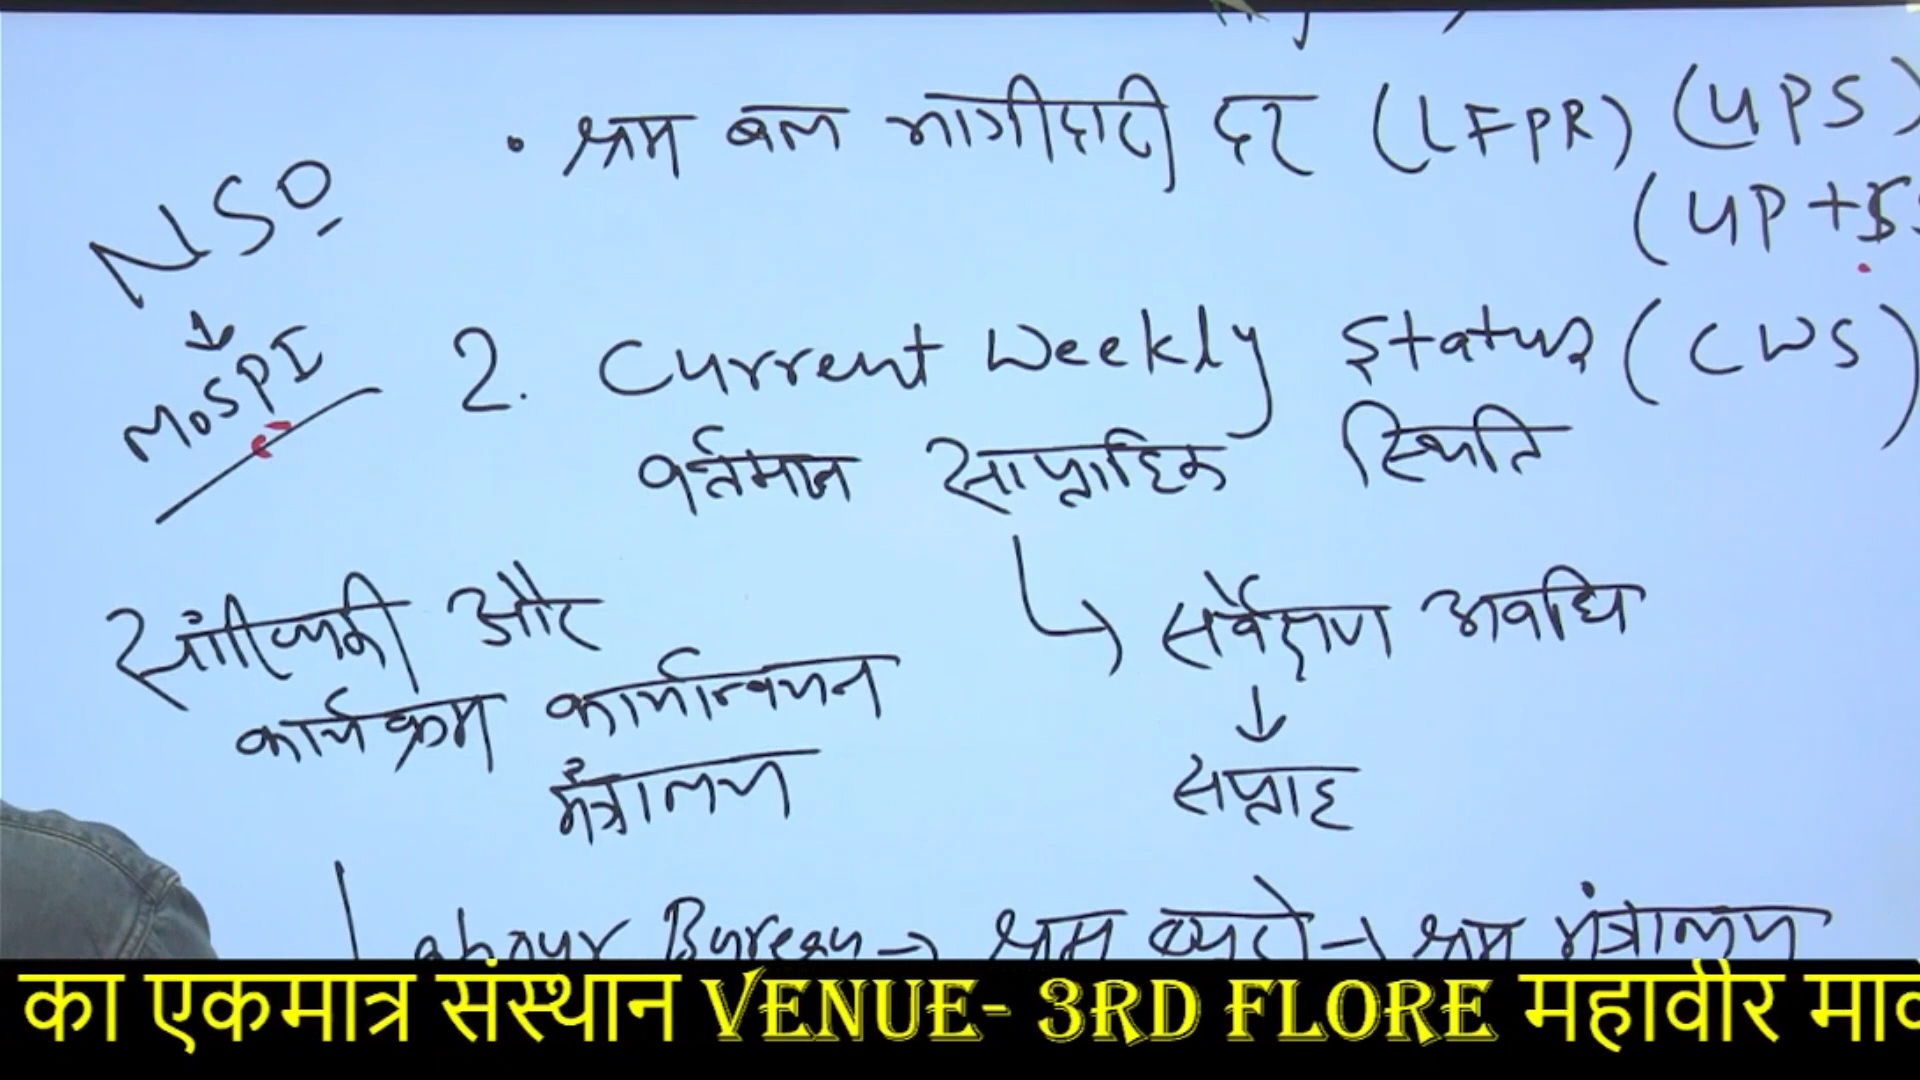 • श्रम बल भागीदारी दर (LFPR) (UPS)
(UP+SS
NSO
↓
MoSPI
2. Current Weekly Status (CWS)
वर्तमान साप्ताहिक स्थिति
↳ सर्वेक्षण अवधि
↓
सप्ताह
सांख्यिकी और
कार्यक्रम कार्यान्वयन
मंत्रालय
Labour Bureau → श्रम ब्यूरो → श्रम मंत्रालय
का एकमात्र संस्थान VENUE- 3RD FLORE महावीर मार्